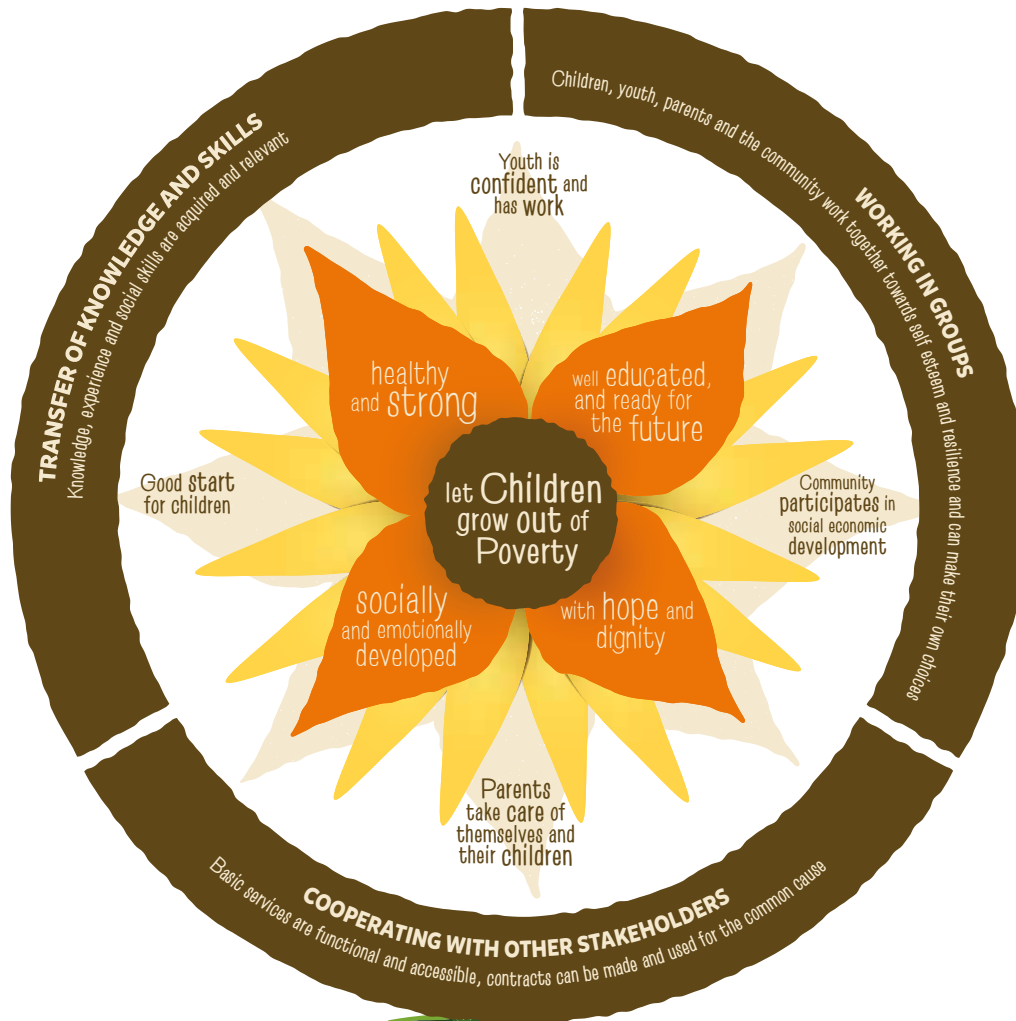 TRANSFER OF KNOWLEDGE AND SKILLS
Knowledge, experience and social skills are acquired and relevant
Children, youth, parents and the community work together towards self esteem and resilience and can make their own choices
WORKING IN GROUPS
Youth is
confident and
has work
healthy
and strong
well educated,
and ready for
the future
Good start
for children
let Children
grow out of
Poverty
Community
participates in
social economic
development
socially
and emotionally
developed
with hope and
dignity
Parents
take care of
themselves and
their children
COOPERATING WITH OTHER STAKEHOLDERS
Basic services are functional and accessible, contracts can be made and used for the common cause